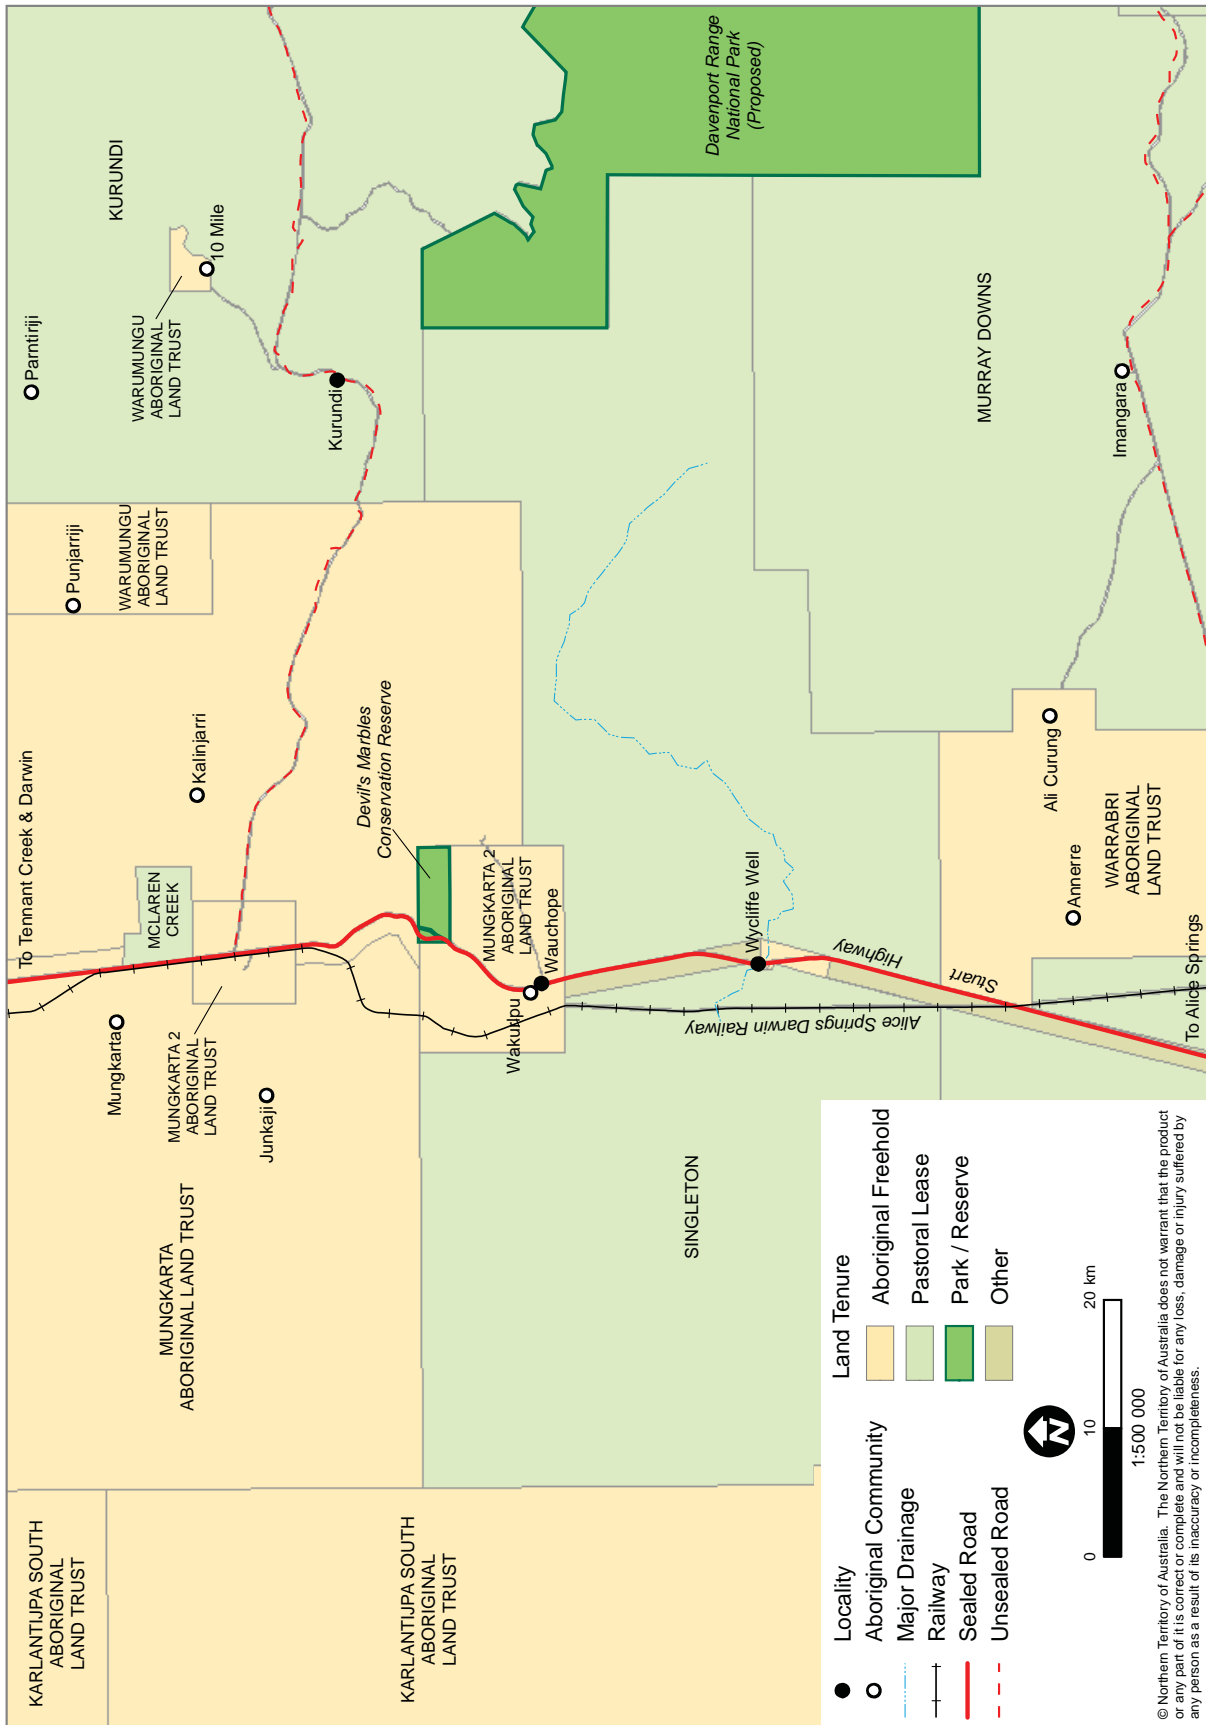 KARLANTIJPA SOUTH
ABORIGINAL
LAND TRUST
KARLANTIJPA SOUTH
ABORIGINAL
LAND TRUST
MUNGKARTA
ABORIGINAL LAND TRUST
Mungkarta
MUNGKARTA 2
ABORIGINAL
LAND TRUST
Junkaji
To Tennant Creek & Darwin
MCLAREN
CREEK
Kalinjarri
Punjarriji
WARUMUNGU
ABORIGINAL
LAND TRUST
Parntiriji
WARUMUNGU
ABORIGINAL
LAND TRUST
10 Mile
KURUNDI
Kurundi
Devil's Marbles
Conservation Reserve
MUNGKARTA 2
ABORIGINAL
LAND TRUST
Wakurlpu
Wauchope
Davenport Range
National Park
(Proposed)
SINGLETON
Alice Springs Darwin Railway
Wycliffe Well
Stuart
Highway
MURRAY DOWNS
Imangara
Ali Curung
Annerre
WARRABRI
ABORIGINAL
LAND TRUST
To Alice Springs
Locality
Aboriginal Community
Major Drainage
Railway
Sealed Road
Unsealed Road
Land Tenure
Aboriginal Freehold
Pastoral Lease
Park / Reserve
Other
N
0
10
20 km
1:500 000
© Northern Territory of Australia. The Northern Territory of Australia does not warrant that the product
or any part of it is correct or complete and will not be liable for any loss, damage or injury suffered by
any person as a result of its inaccuracy or incompleteness.